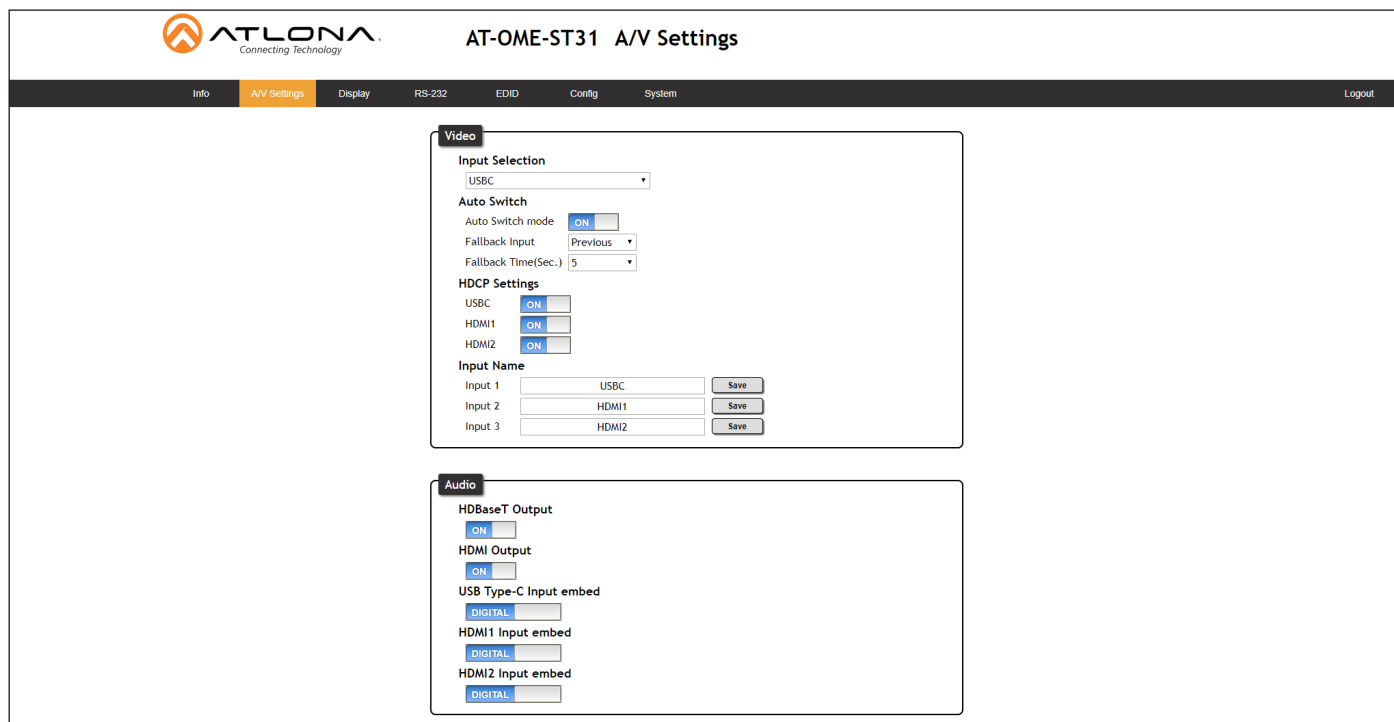 ATLONA.
Connecting Technology
AT-OME-ST31 A/V Settings
Info A/V Settings Display RS-232 EDID Config System Logout
Video
Input Selection
USBC
Auto Switch
Auto Switch mode ON
Fallback Input Previous
Fallback Time(Sec.) 5
HDCP Settings
USBC ON
HDMI1 ON
HDMI2 ON
Input Name
Input 1 USBC Save
Input 2 HDMI1 Save
Input 3 HDMI2 Save
Audio
HDBaseT Output
ON
HDMI Output
ON
USB Type-C Input embed
DIGITAL
HDMI1 Input embed
DIGITAL
HDMI2 Input embed
DIGITAL